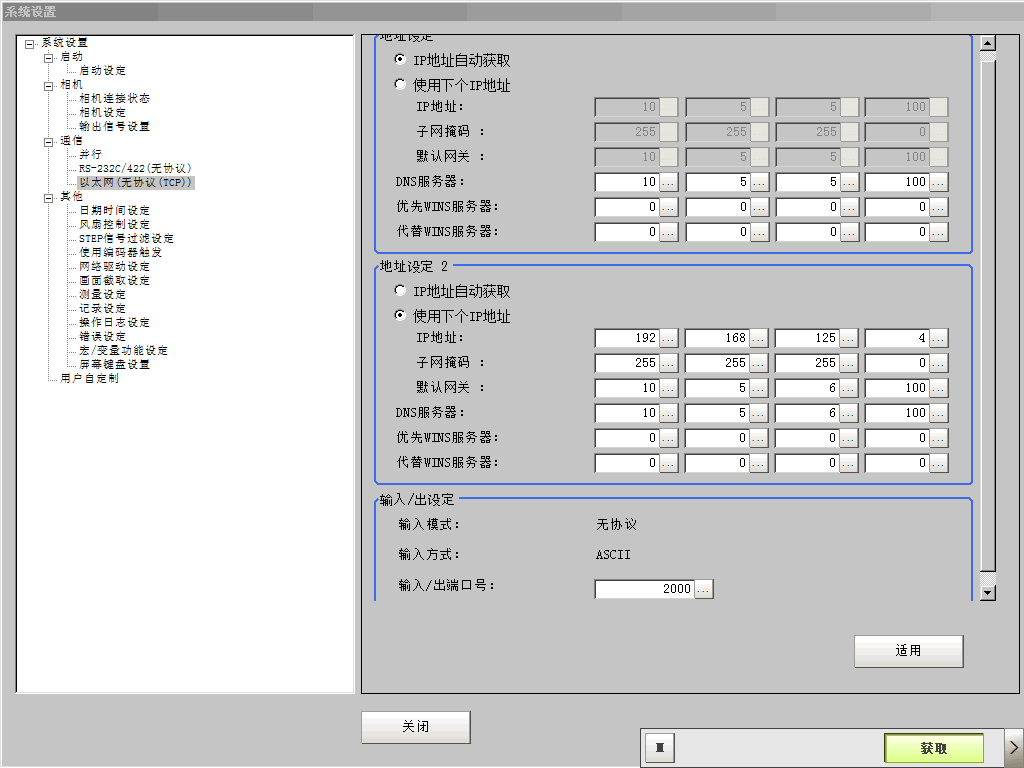 系统设置
系统设置
启动
启动设定
相机
相机连接状态
相机设定
输出信号设置
通信
并行
RS-232C/422(无协议)
以太网(无协议(TCP))
其他
日期时间设定
风扇控制设定
STEP信号过滤设定
使用编码器触发
网络驱动设定
画面截取设定
测量设定
记录设定
操作日志设定
错误设定
宏/变量功能设定
屏幕键盘设置
用户自定制
地址设定
IP地址自动获取
使用下个IP地址
IP地址: 10 5 5 100
子网掩码 : 255 255 255 0
默认网关 : 10 5 5 100
DNS服务器: 10 ... 5 ... 5 ... 100 ...
优先WINS服务器: 0 ... 0 ... 0 ... 0 ...
代替WINS服务器: 0 ... 0 ... 0 ... 0 ...
地址设定 2
IP地址自动获取
使用下个IP地址
IP地址: 192 ... 168 ... 125 ... 4 ...
子网掩码 : 255 ... 255 ... 255 ... 0 ...
默认网关 : 10 ... 5 ... 6 ... 100 ...
DNS服务器: 10 ... 5 ... 6 ... 100 ...
优先WINS服务器: 0 ... 0 ... 0 ... 0 ...
代替WINS服务器: 0 ... 0 ... 0 ... 0 ...
输入/出设定
输入模式: 无协议
输入方式: ASCII
输入/出端口号: 2000 ...
适用
关闭
获取